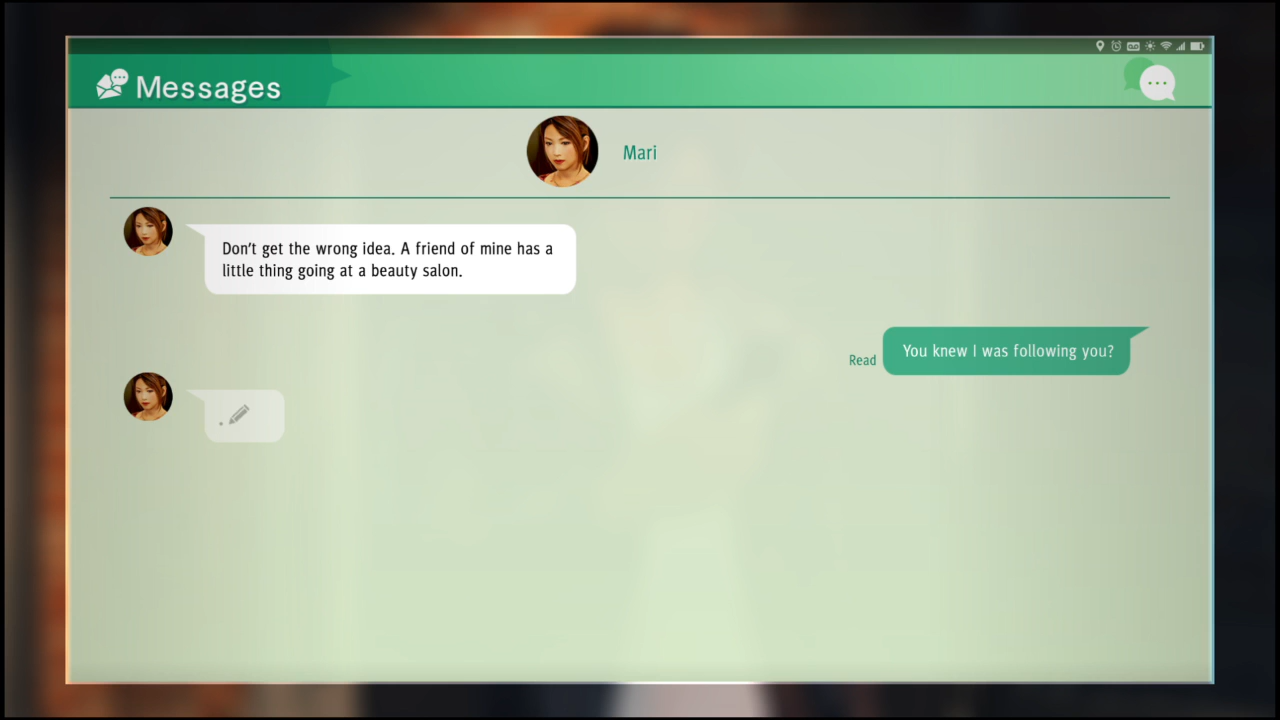 Messages
Mari
Don't get the wrong idea. A friend of mine has a
little thing going at a beauty salon.
You knew I was following you?
Read